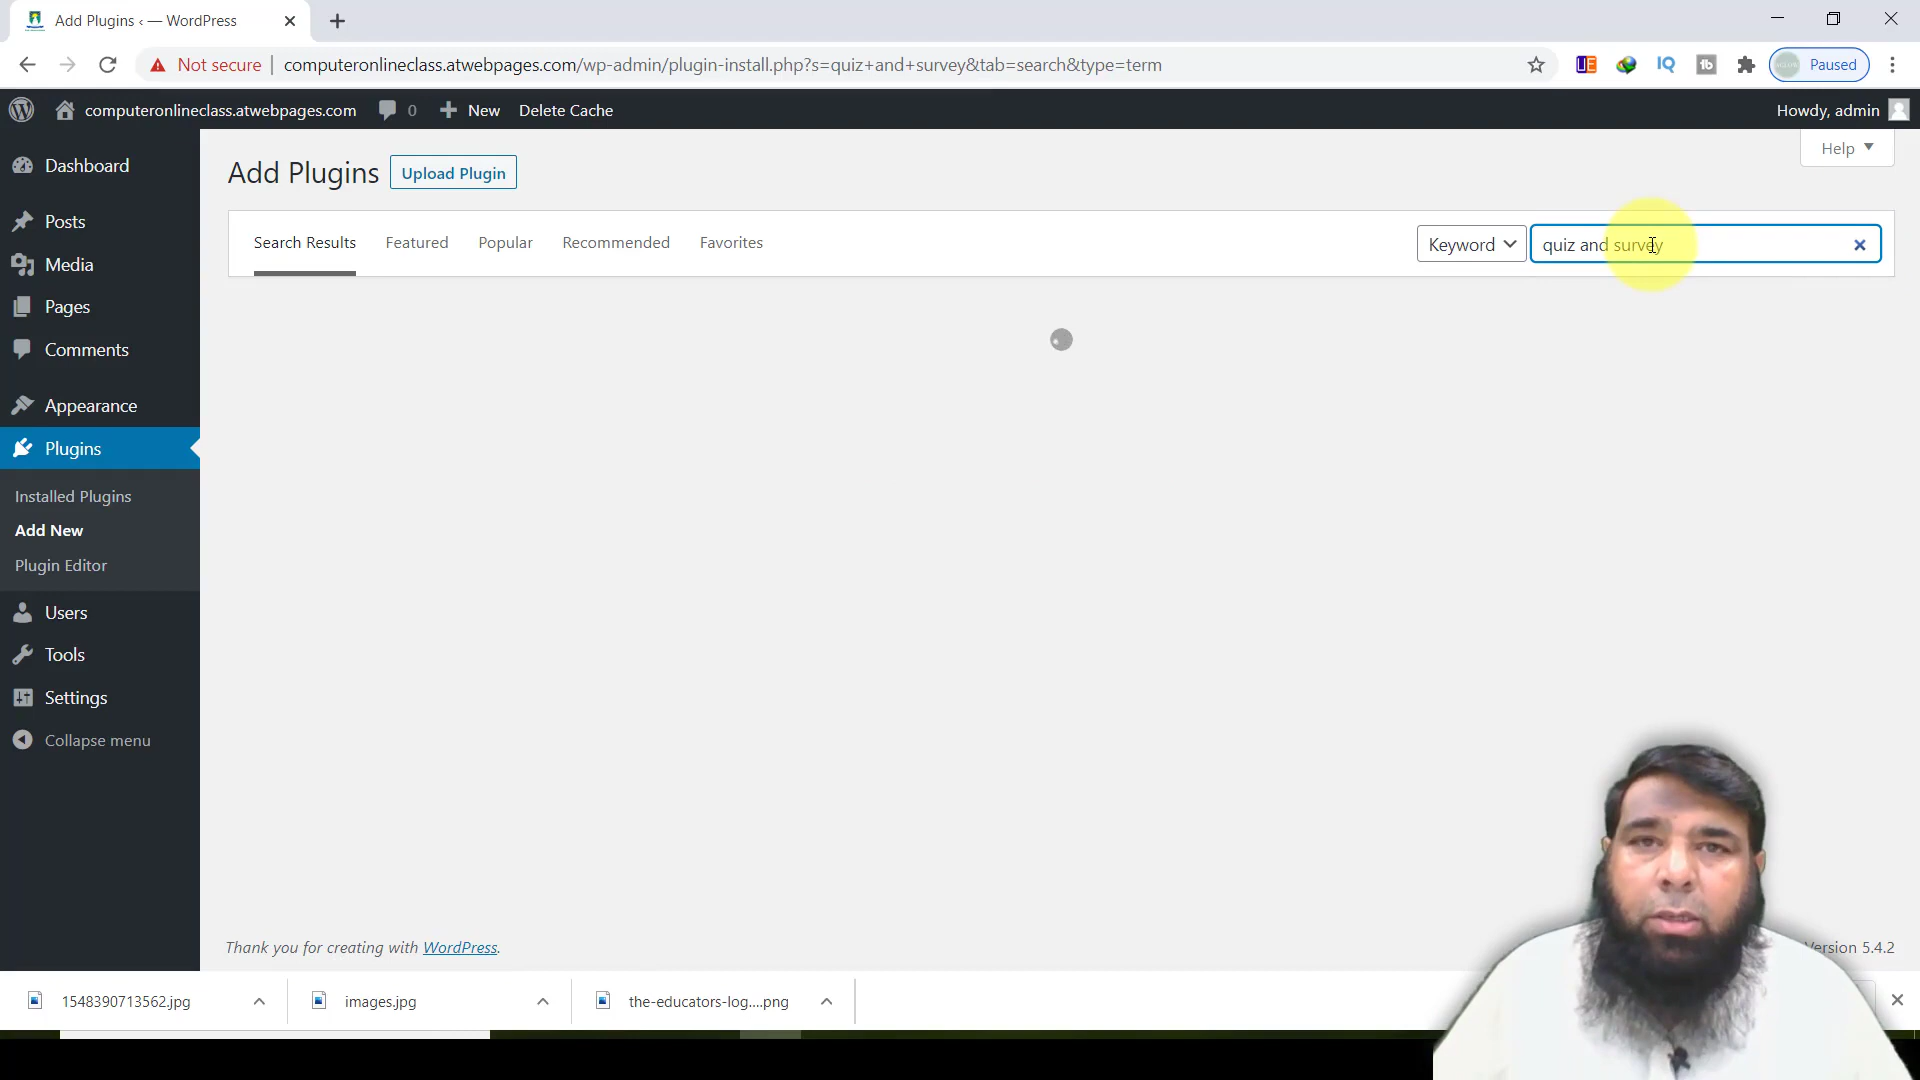 Add Plugins ‹ — WordPress
Not secure computeronlineclass.atwebpages.com/wp-admin/plugin-install.php?s=quiz+and+survey&tab=search&type=term
Paused
computeronlineclass.atwebpages.com 0 New Delete Cache Howdy, admin
Help
Add Plugins Upload Plugin
Search Results Featured Popular Recommended Favorites Keyword quiz and survey
Dashboard
Posts
Media
Pages
Comments
Appearance
Plugins
Installed Plugins
Add New
Plugin Editor
Users
Tools
Settings
Collapse menu
Thank you for creating with WordPress.
Version 5.4.2
1548390713562.jpg images.jpg the-educators-log....png